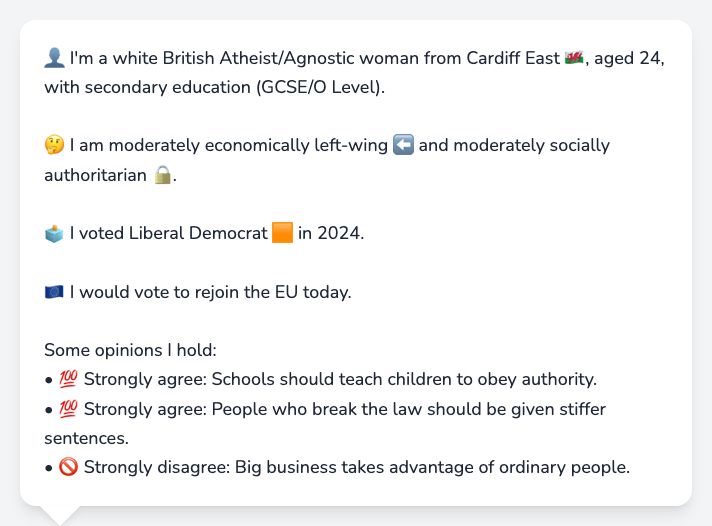 👤 I'm a white British Atheist/Agnostic woman from Cardiff East 🏴󠁧󠁢󠁷󠁬󠁳󠁿, aged 24,
with secondary education (GCSE/O Level).
🤔 I am moderately economically left-wing ⬅️ and moderately socially
authoritarian 🔒.
🗳️ I voted Liberal Democrat 🟧 in 2024.
🇪🇺 I would vote to rejoin the EU today.
Some opinions I hold:
• 💯 Strongly agree: Schools should teach children to obey authority.
• 💯 Strongly agree: People who break the law should be given stiffer
sentences.
• 🚫 Strongly disagree: Big business takes advantage of ordinary people.